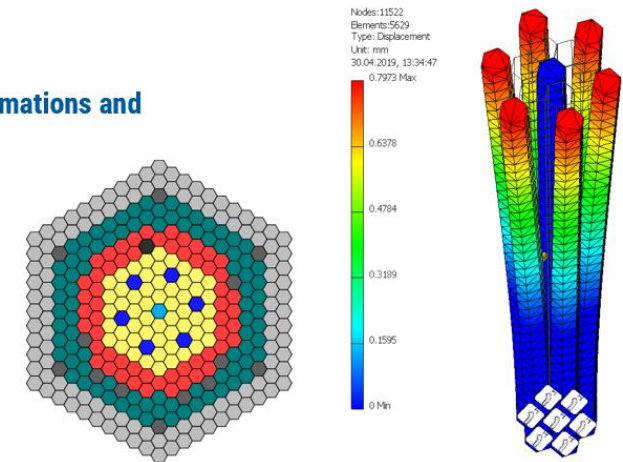 mations and
Nodes:11522
Elements:5629
Type: Displacement
Unit: mm
30.04.2019, 13:34:47
0.7973 Max
0.6378
0.4784
0.3189
0.1595
0 Min